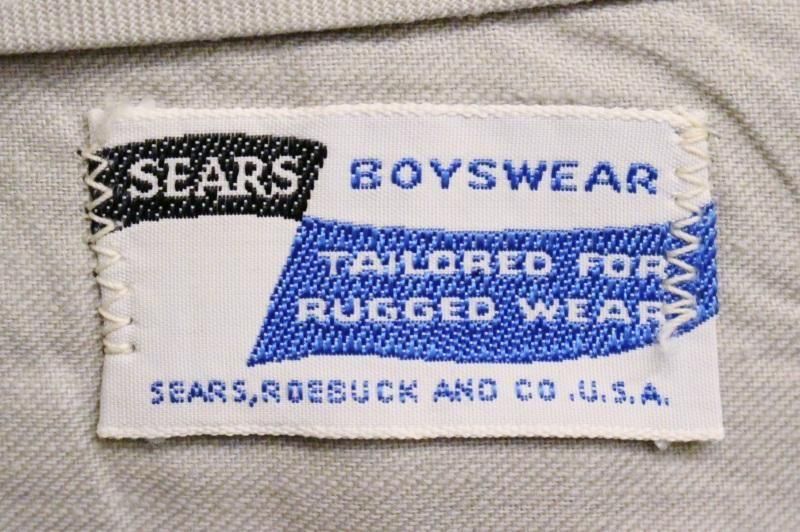 SEARS
BOYSWEAR
TAILORED FOR
RUGGED WEAR
SEARS, ROEBUCK AND CO. U.S.A.